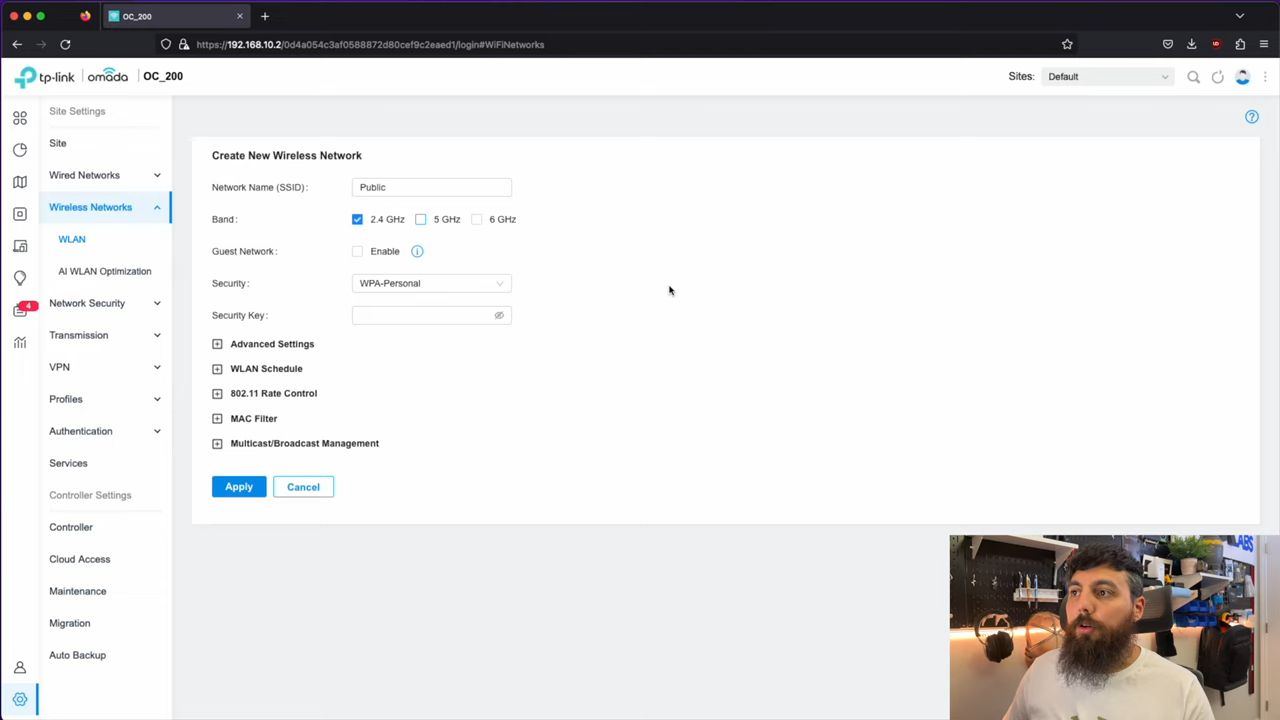 OC_200
https://192.168.10.2/0d4a054c3af0588872d80cef9c2eaed1/login#WiFiNetworks
tp-link | omada | OC_200
Sites: Default
Site Settings
Site
Wired Networks
Wireless Networks
WLAN
AI WLAN Optimization
Network Security
4
Transmission
VPN
Profiles
Authentication
Services
Controller Settings
Controller
Cloud Access
Maintenance
Migration
Auto Backup
Create New Wireless Network
Network Name (SSID): Public
Band: 2.4 GHz 5 GHz 6 GHz
Guest Network: Enable
Security: WPA-Personal
Security Key:
Advanced Settings
WLAN Schedule
802.11 Rate Control
MAC Filter
Multicast/Broadcast Management
Apply Cancel